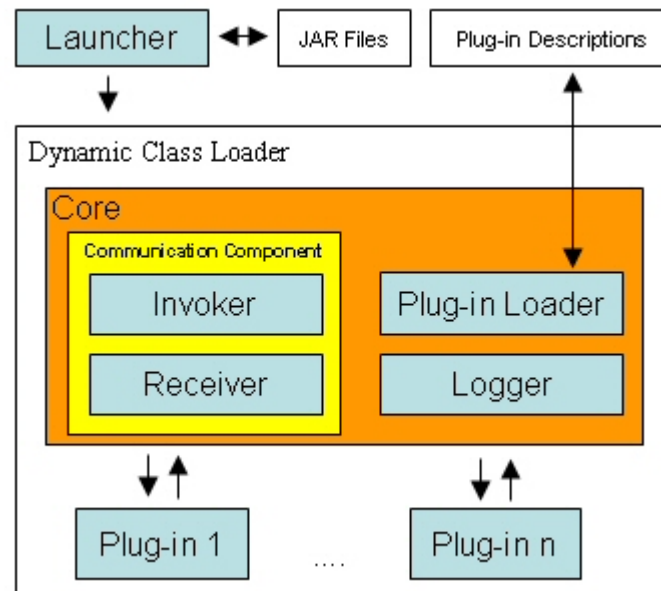 Launcher
JAR Files
Plug-in Descriptions
Dynamic Class Loader
Core
Communication Component
Invoker
Plug-in Loader
Receiver
Logger
Plug-in 1
....
Plug-in n